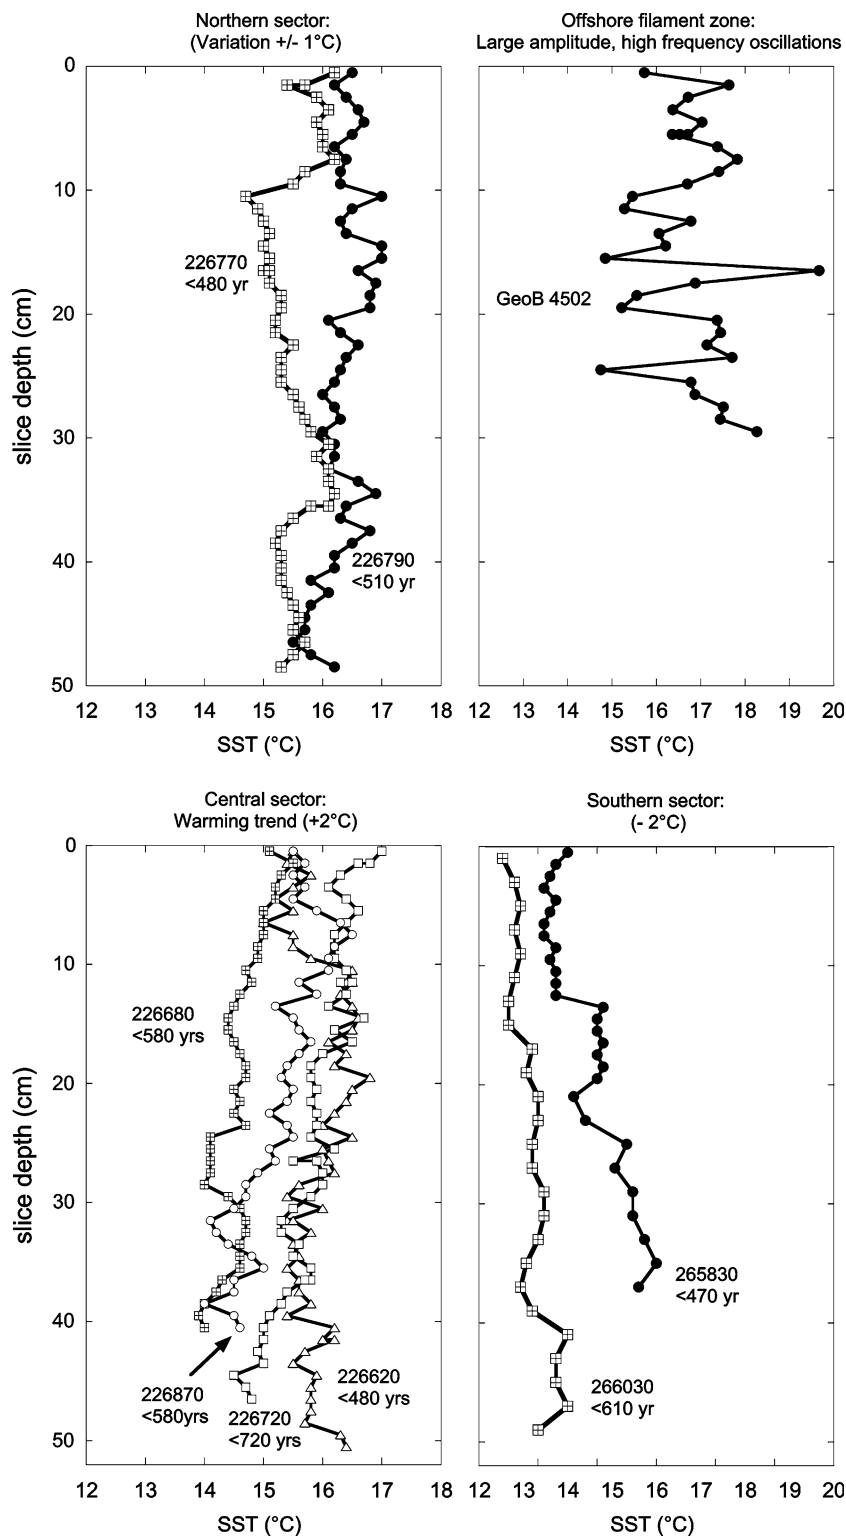 Northern sector:
(Variation +/- 1°C)
Offshore filament zone:
Large amplitude, high frequency oscillations
0
10
20
30
40
50
slice depth (cm)
226770
<480 yr
226790
<510 yr
GeoB 4502
12 13 14 15 16 17 18
SST (°C)
12 13 14 15 16 17 18 19 20
SST (°C)
Central sector:
Warming trend (+2°C)
Southern sector:
(- 2°C)
0
10
20
30
40
50
slice depth (cm)
226680
<580 yrs
226870
<580yrs
226720
<720 yrs
226620
<480 yrs
265830
<470 yr
266030
<610 yr
12 13 14 15 16 17 18
SST (°C)
12 13 14 15 16 17 18 19 20
SST (°C)